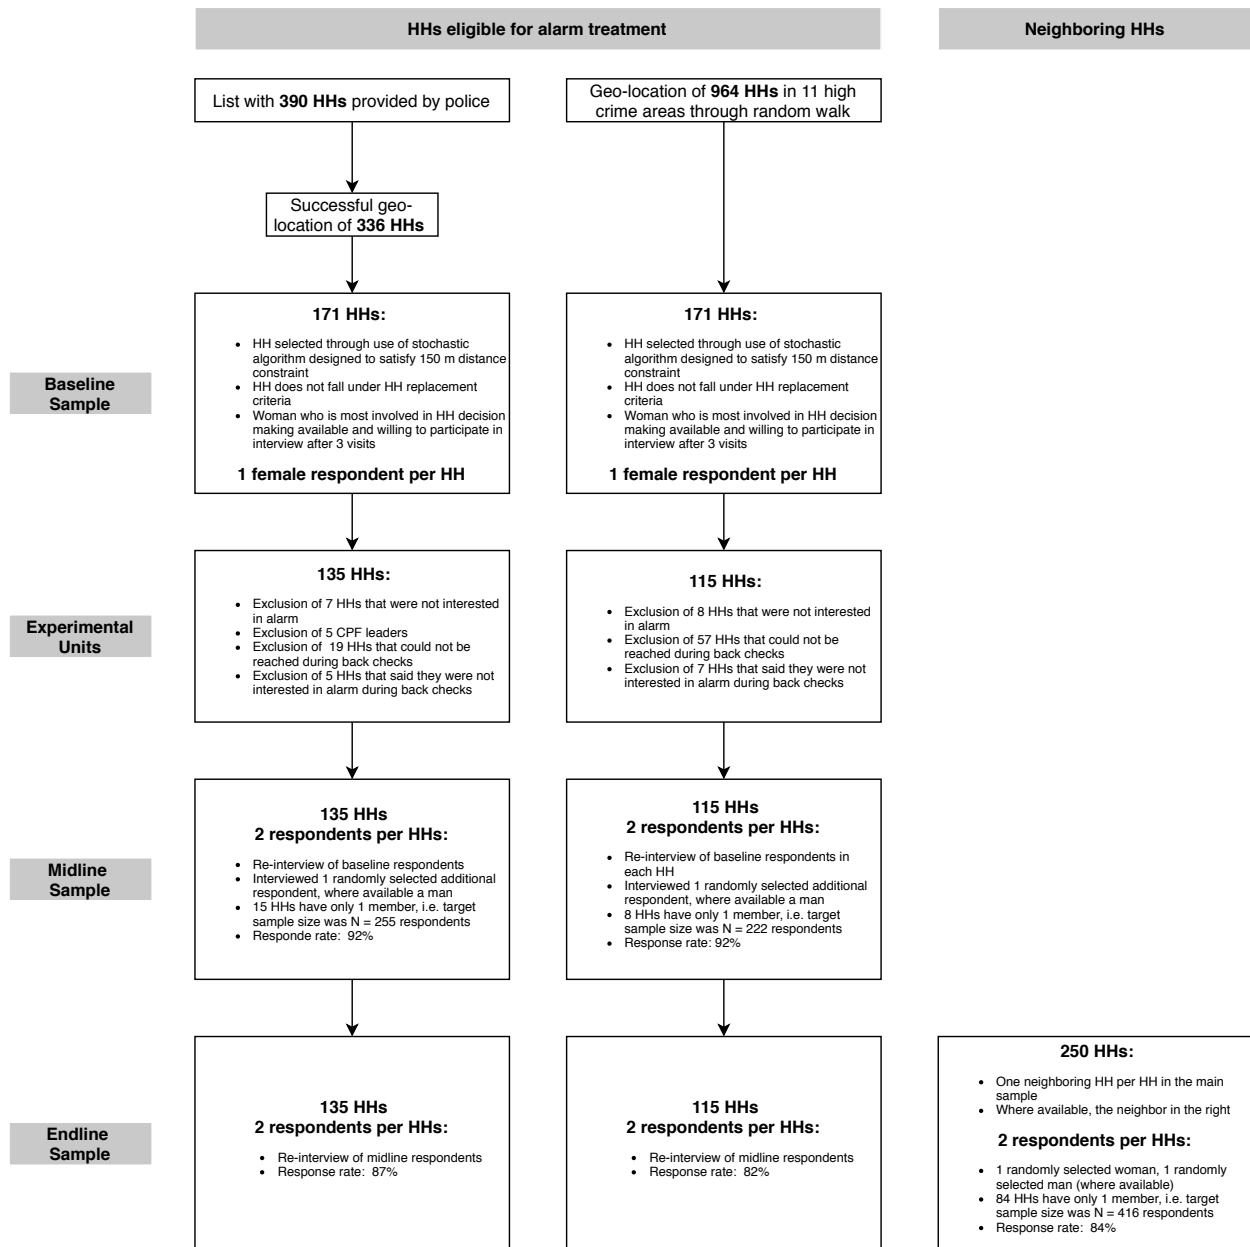 HHs eligible for alarm treatment
Neighboring HHs
List with 390 HHs provided by police
Geo-location of 964 HHs in 11 high
crime areas through random walk
Successful geo-
location of 336 HHs
Baseline
Sample
171 HHs:
• HH selected through use of stochastic
algorithm designed to satisfy 150 m distance
constraint
• HH does not fall under HH replacement
criteria
• Woman who is most involved in HH decision
making available and willing to participate in
interview after 3 visits
1 female respondent per HH
171 HHs:
• HH selected through use of stochastic
algorithm designed to satisfy 150 m distance
constraint
• HH does not fall under HH replacement
criteria
• Woman who is most involved in HH decision
making available and willing to participate in
interview after 3 visits
1 female respondent per HH
Experimental
Units
135 HHs:
• Exclusion of 7 HHs that were not interested
in alarm
• Exclusion of 5 CPF leaders
• Exclusion of 19 HHs that could not be
reached during back checks
• Exclusion of 5 HHs that said they were not
interested in alarm during back checks
115 HHs:
• Exclusion of 8 HHs that were not interested
in alarm
• Exclusion of 57 HHs that could not be
reached during back checks
• Exclusion of 7 HHs that said they were not
interested in alarm during back checks
Midline
Sample
135 HHs
2 respondents per HHs:
• Re-interview of baseline respondents
• Interviewed 1 randomly selected additional
respondent, where available a man
• 15 HHs have only 1 member, i.e. target
sample size was N = 255 respondents
• Responde rate: 92%
115 HHs
2 respondents per HHs:
• Re-interview of baseline respondents in
each HH
• Interviewed 1 randomly selected additional
respondent, where available a man
• 8 HHs have only 1 member, i.e. target
sample size was N = 222 respondents
• Response rate: 92%
Endline
Sample
135 HHs
2 respondents per HHs:
• Re-interview of midline respondents
• Response rate: 87%
115 HHs
2 respondents per HHs:
• Re-interview of midline respondents
• Response rate: 82%
250 HHs:
• One neighboring HH per HH in the main
sample
• Where available, the neighbor in the right
2 respondents per HHs:
• 1 randomly selected woman, 1 randomly
selected man (where available)
• 84 HHs have only 1 member, i.e. target
sample size was N = 416 respondents
• Response rate: 84%